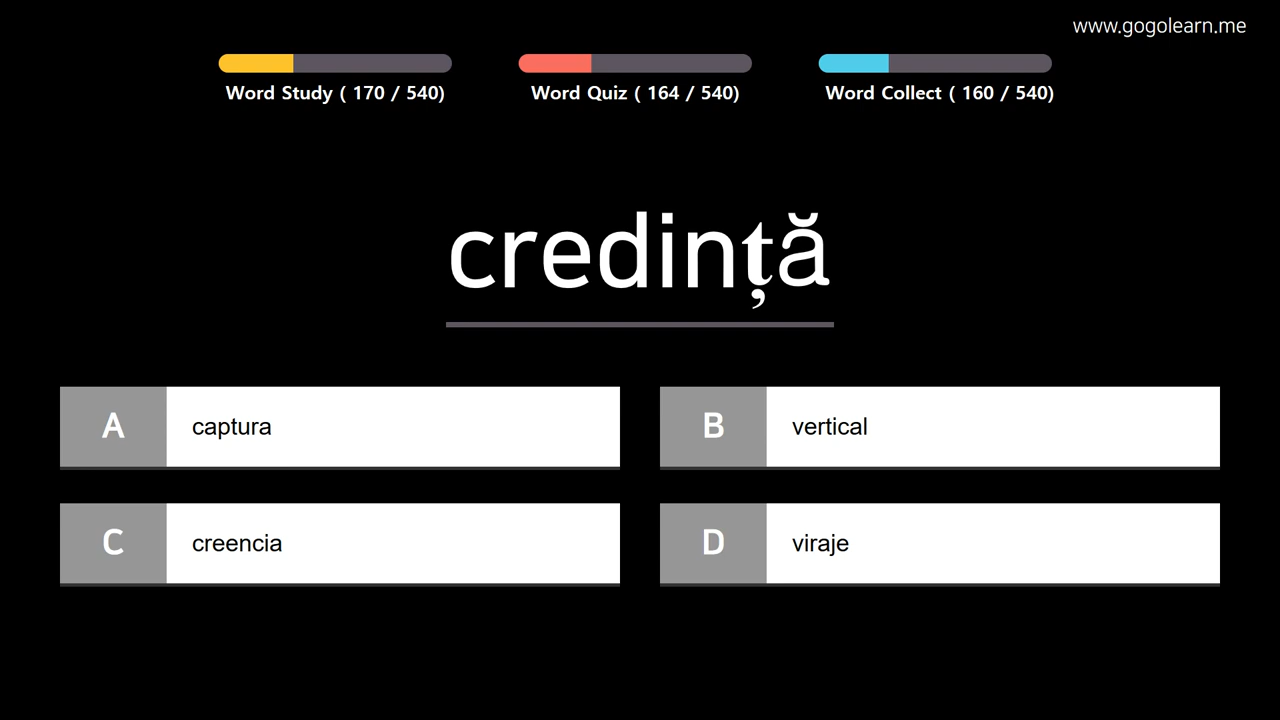 www.gogolearn.me
Word Study ( 170 / 540)
Word Quiz ( 164 / 540)
Word Collect ( 160 / 540)
credință
A captura
B vertical
C creencia
D viraje